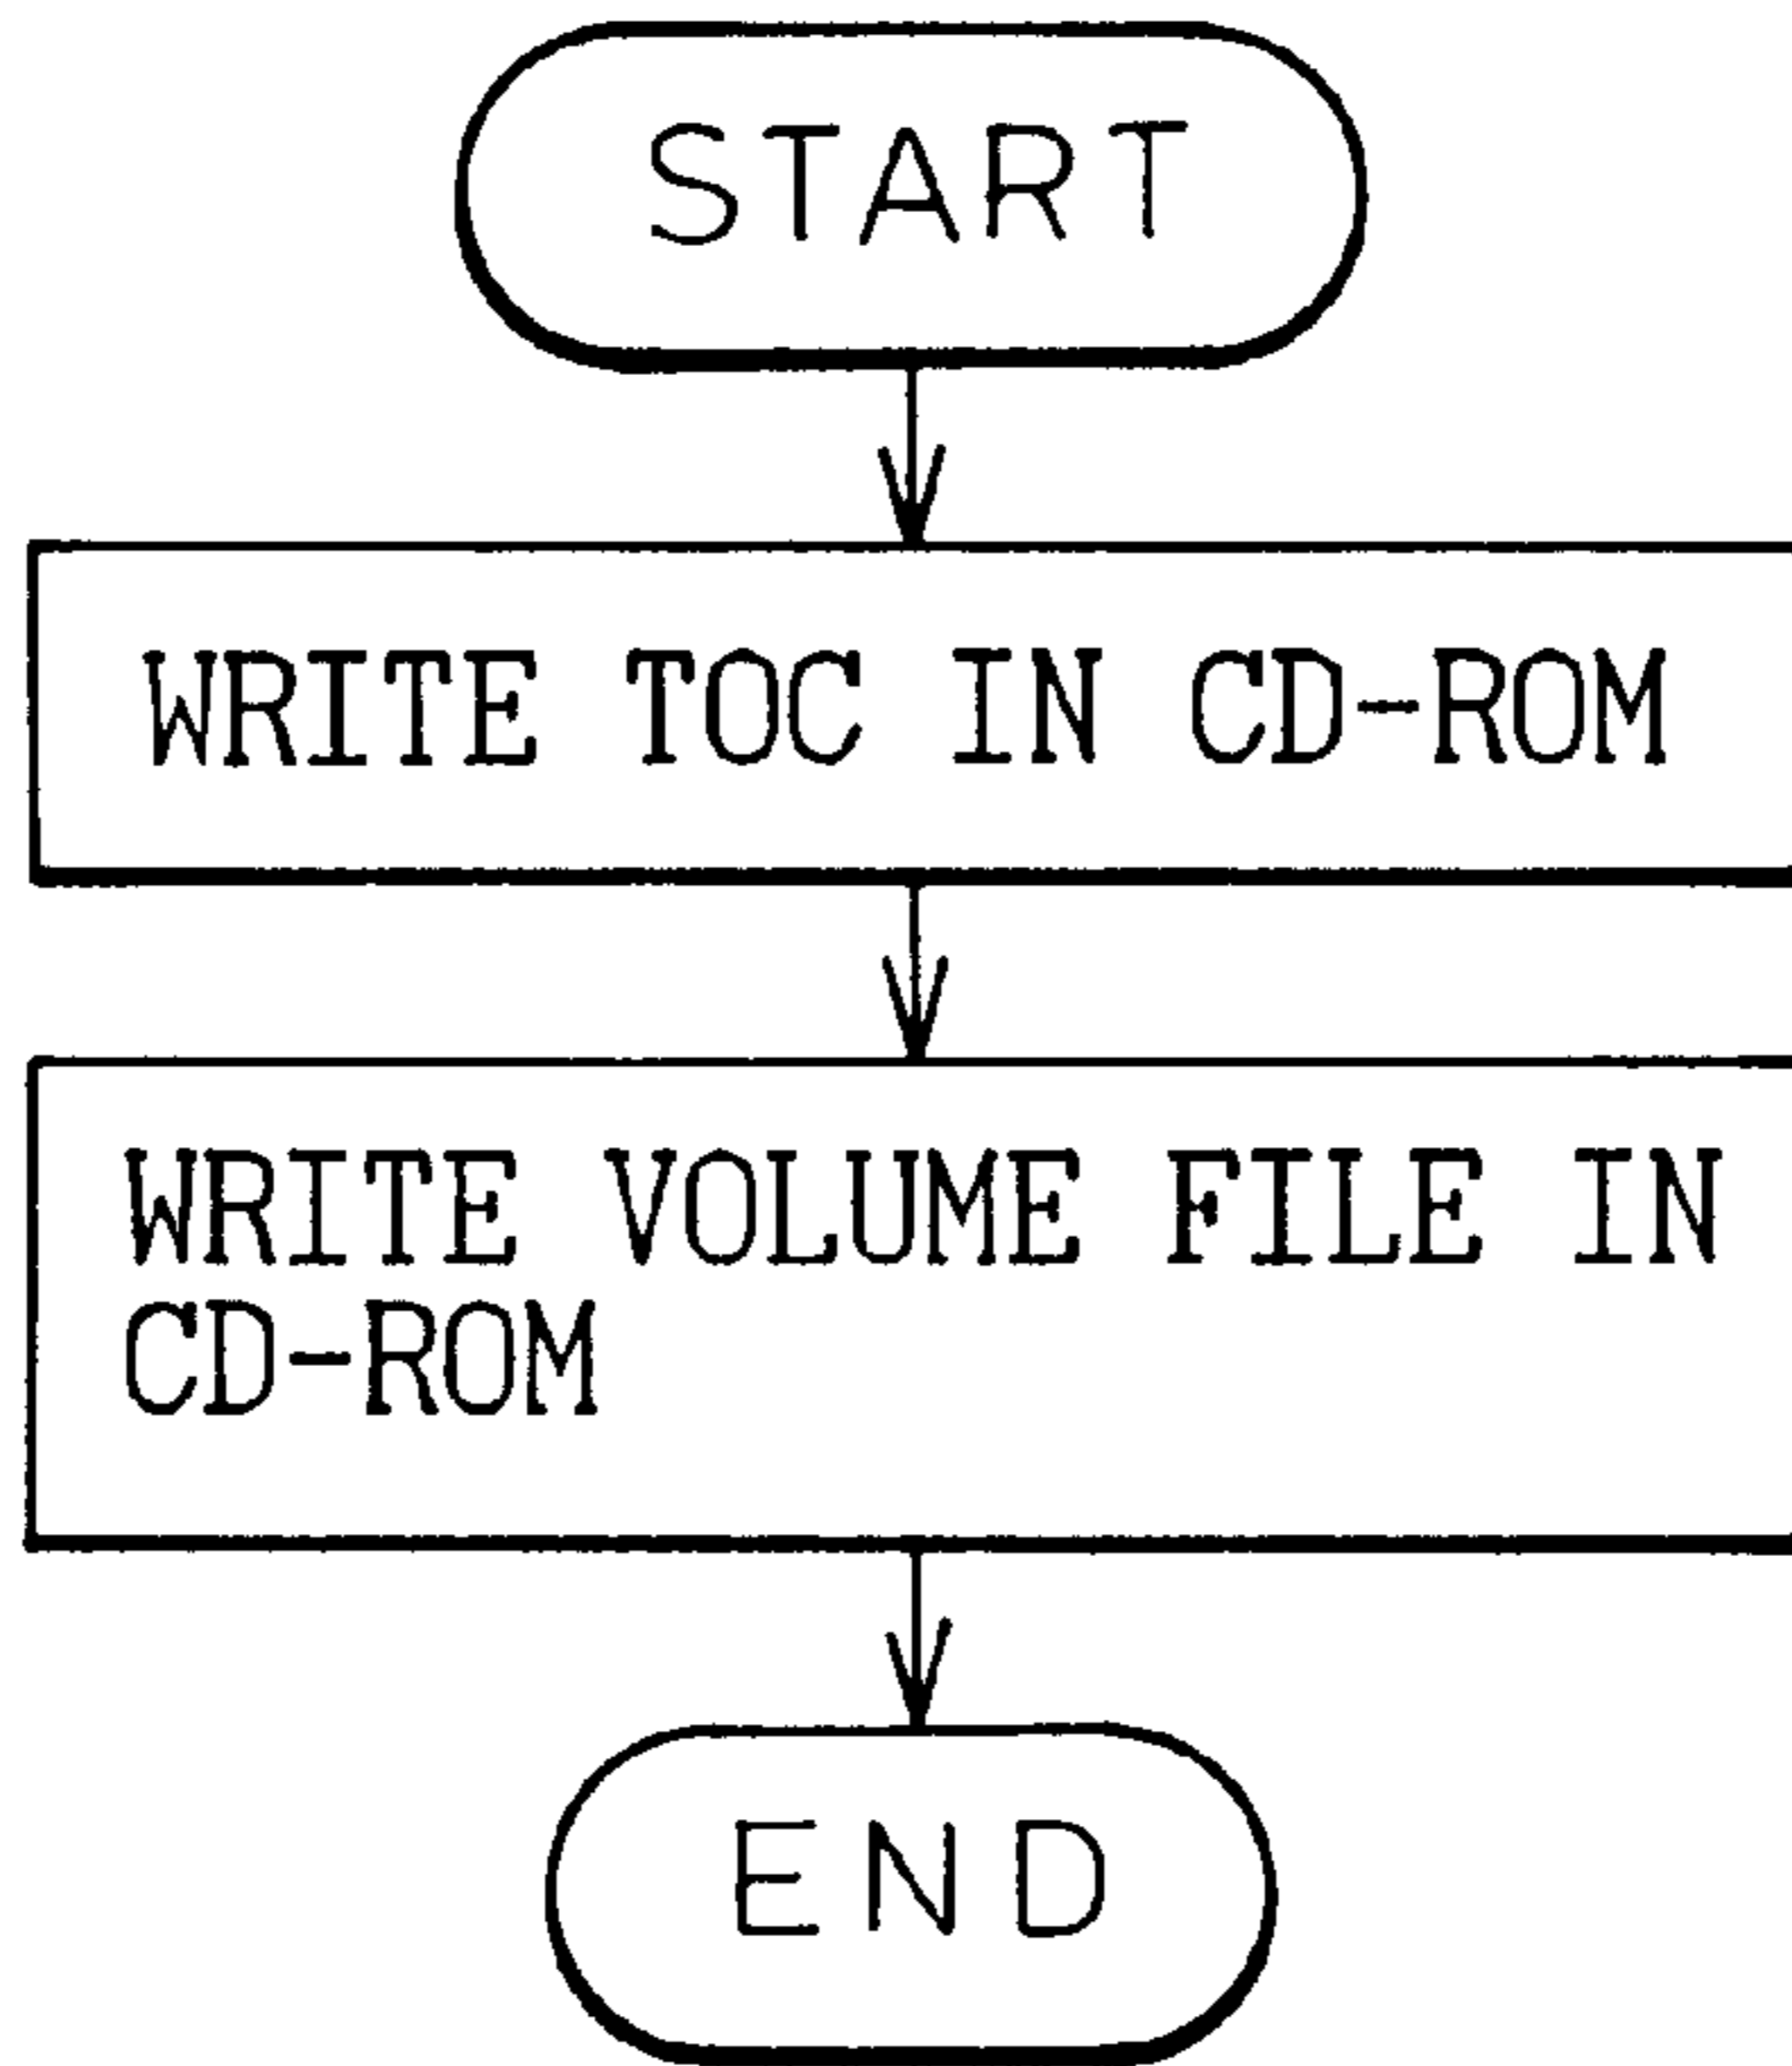 START
WRITE TOC IN CD-ROM
WRITE VOLUME FILE IN
CD-ROM
END